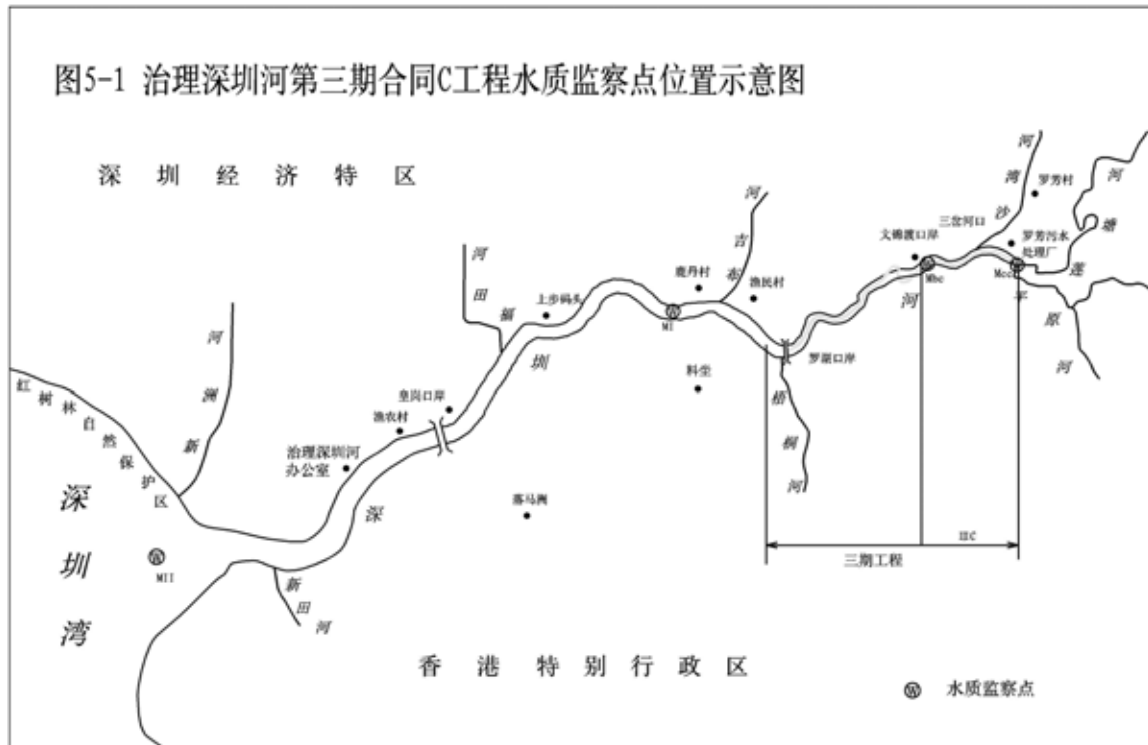 图5-1 治理深圳河第三期合同C工程水质监察点位置示意图
深圳经济特区
河湾沙
罗芳村
河塘莲
三岔河口
罗芳污水
处理厂
文锦渡口岸
Mbc
Mcc
平原河
河吉布
鹿丹村
渔民村
MI
河田福
上步码头
罗湖口岸
河
圳
深
料壆
梧桐河
河洲新
皇岗口岸
渔农村
治理深圳河
办公室
红树林自然保护区
落马洲
深圳湾
MII
新田河
IIIC
三期工程
香港特别行政区
水质监察点